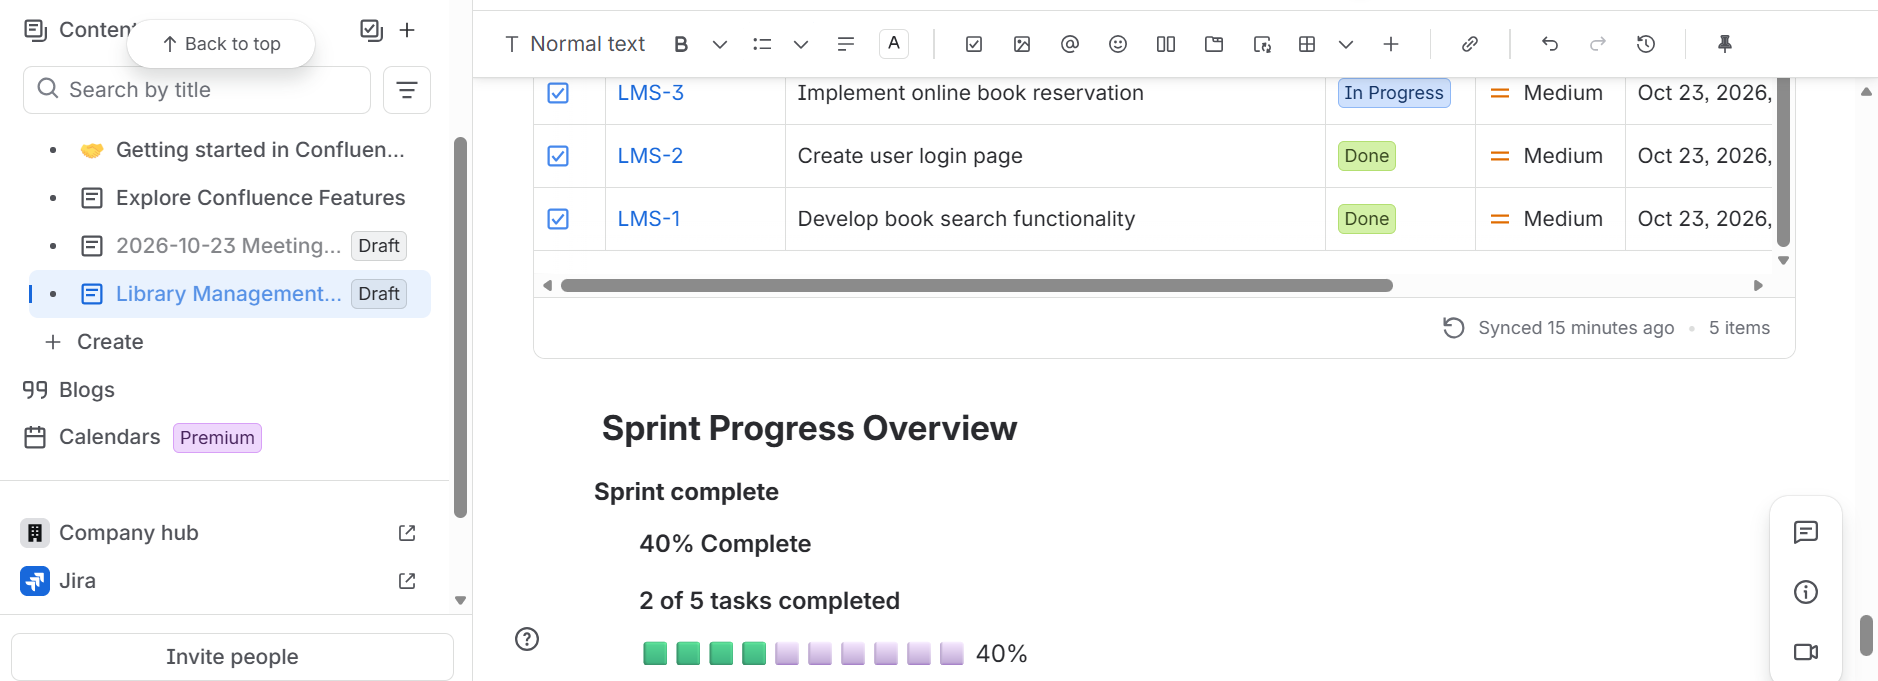 Content
Back to top
Search by title
Getting started in Confluen...
Explore Confluence Features
2026-10-23 Meeting... Draft
Library Management... Draft
Create
Blogs
Calendars Premium
Company hub
Jira
Invite people
Normal text B A
LMS-3 Implement online book reservation In Progress Medium Oct 23, 2026,
LMS-2 Create user login page Done Medium Oct 23, 2026,
LMS-1 Develop book search functionality Done Medium Oct 23, 2026,
Synced 15 minutes ago • 5 items
Sprint Progress Overview
Sprint complete
40% Complete
2 of 5 tasks completed
40%